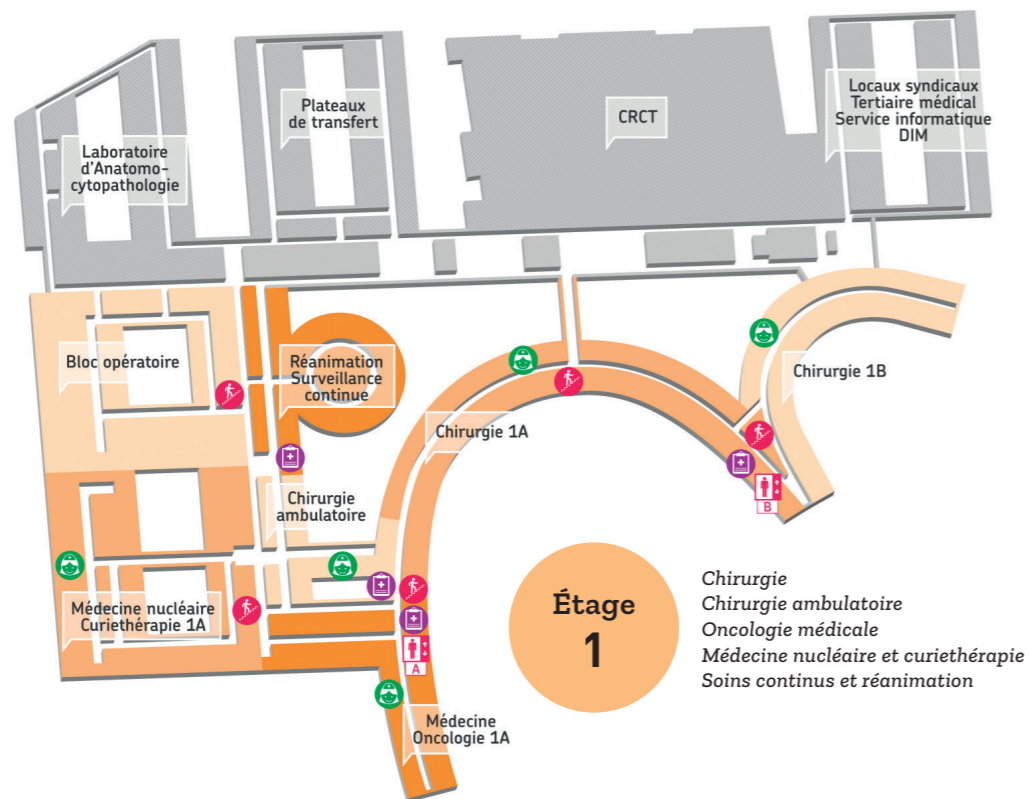 Laboratoire
d'Anatomo-
cytopathologie
Plateaux
de transfert
CRCT
Locaux syndicaux
Tertiaire médical
Service informatique
DIM
Bloc opératoire
Réanimation
Surveillance
continue
Chirurgie 1A
Chirurgie 1B
Chirurgie
ambulatoire
B
Médecine nucléaire
Curiethérapie 1A
A
Médecine
Oncologie 1A
Étage
1
Chirurgie
Chirurgie ambulatoire
Oncologie médicale
Médecine nucléaire et curiethérapie
Soins continus et réanimation